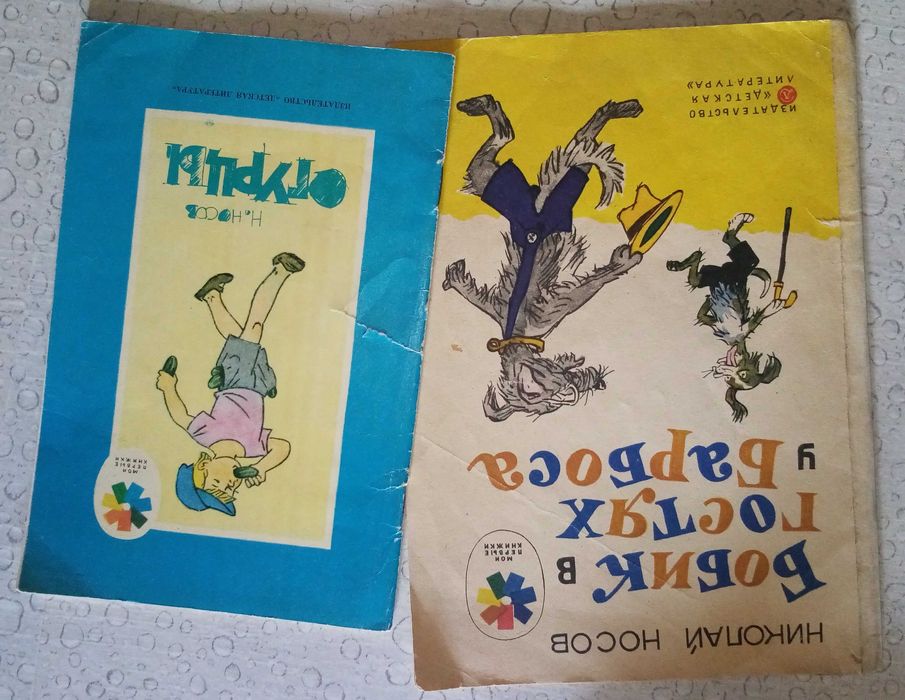 НИКОЛАЙ НОСОВ
БОБИК В
ГОСТЯХ
У БАРБОСА
МОИ
ПЕРВЫЕ
КНИЖКИ
ИЗДАТЕЛЬСТВО
«ДЕТСКАЯ
ЛИТЕРАТУРА»
МОИ
ПЕРВЫЕ
КНИЖКИ
Н. НОСОВ
ОГУРЦЫ
ИЗДАТЕЛЬСТВО «ДЕТСКАЯ ЛИТЕРАТУРА»